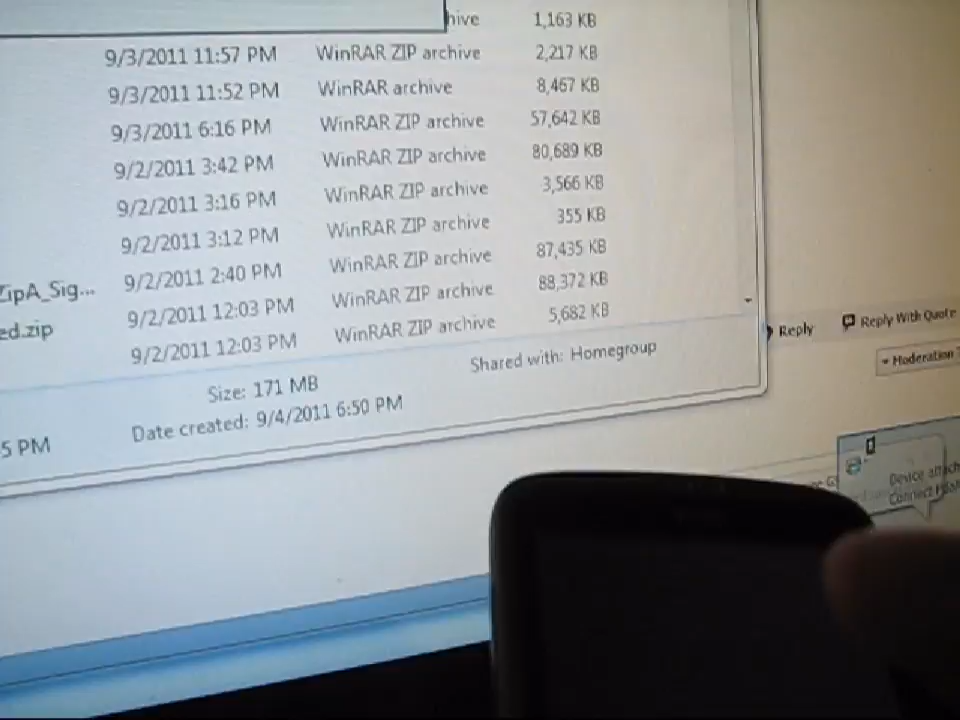 hive 1,163 KB
9/3/2011 11:57 PM WinRAR ZIP archive 2,217 KB
9/3/2011 11:52 PM WinRAR archive 8,467 KB
9/3/2011 6:16 PM WinRAR ZIP archive 57,642 KB
9/2/2011 3:42 PM WinRAR ZIP archive 80,689 KB
9/2/2011 3:16 PM WinRAR ZIP archive 3,566 KB
9/2/2011 3:12 PM WinRAR ZIP archive 355 KB
ZipA_Sig... 9/2/2011 2:40 PM WinRAR ZIP archive 87,435 KB
ed.zip 9/2/2011 12:03 PM WinRAR ZIP archive 88,372 KB
9/2/2011 12:03 PM WinRAR ZIP archive 5,682 KB
Reply Reply With Quote
Moderation
Size: 171 MB Shared with: Homegroup
5 PM Date created: 9/4/2011 6:50 PM
Device attach
Connect